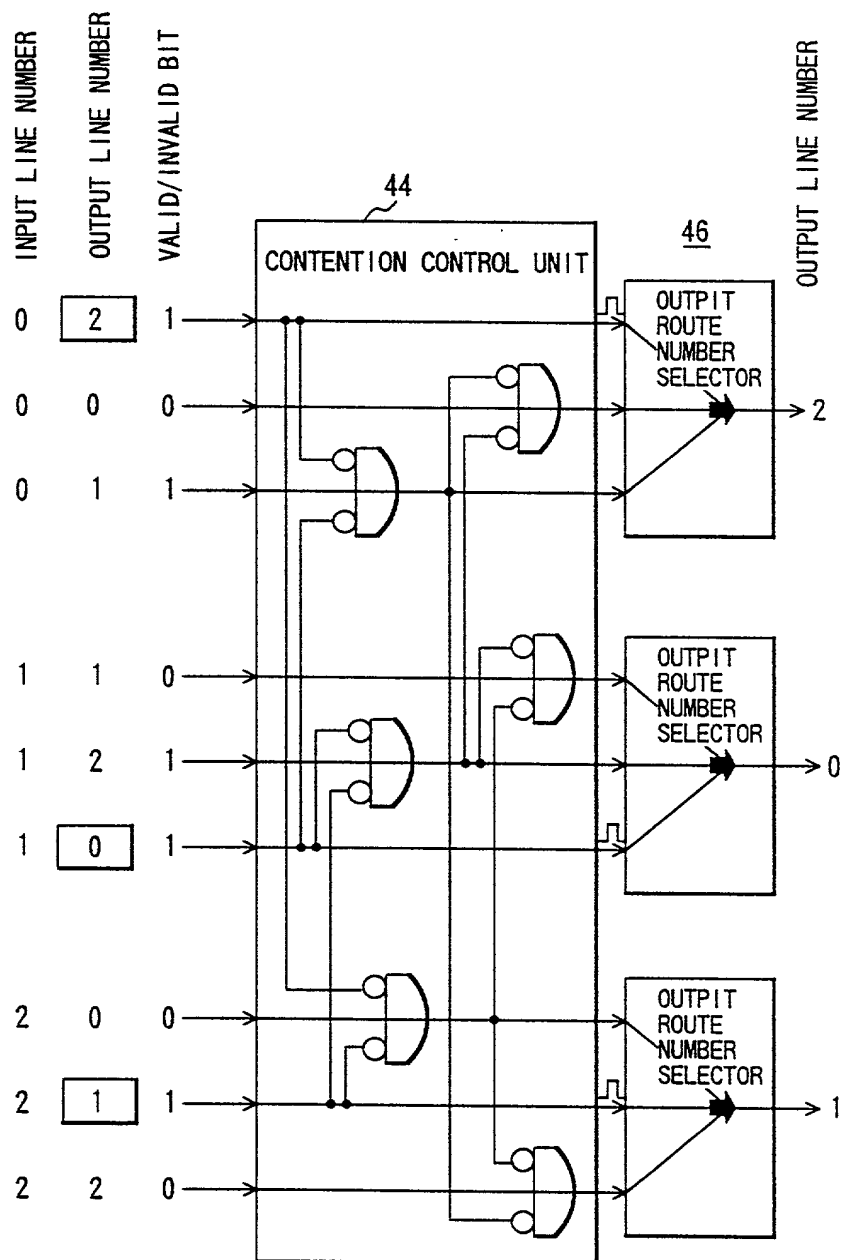 INPUT LINE NUMBER
OUTPUT LINE NUMBER
VALID/INVALID BIT
OUTPUT LINE NUMBER
44
46
CONTENTION CONTROL UNIT
0 2 1
OUTPIT
ROUTE
NUMBER
SELECTOR
0 0 0
2
0 1 1
1 1 0
OUTPIT
ROUTE
NUMBER
SELECTOR
1 2 1
0
1 0 1
2 0 0
OUTPIT
ROUTE
NUMBER
SELECTOR
2 1 1
1
2 2 0